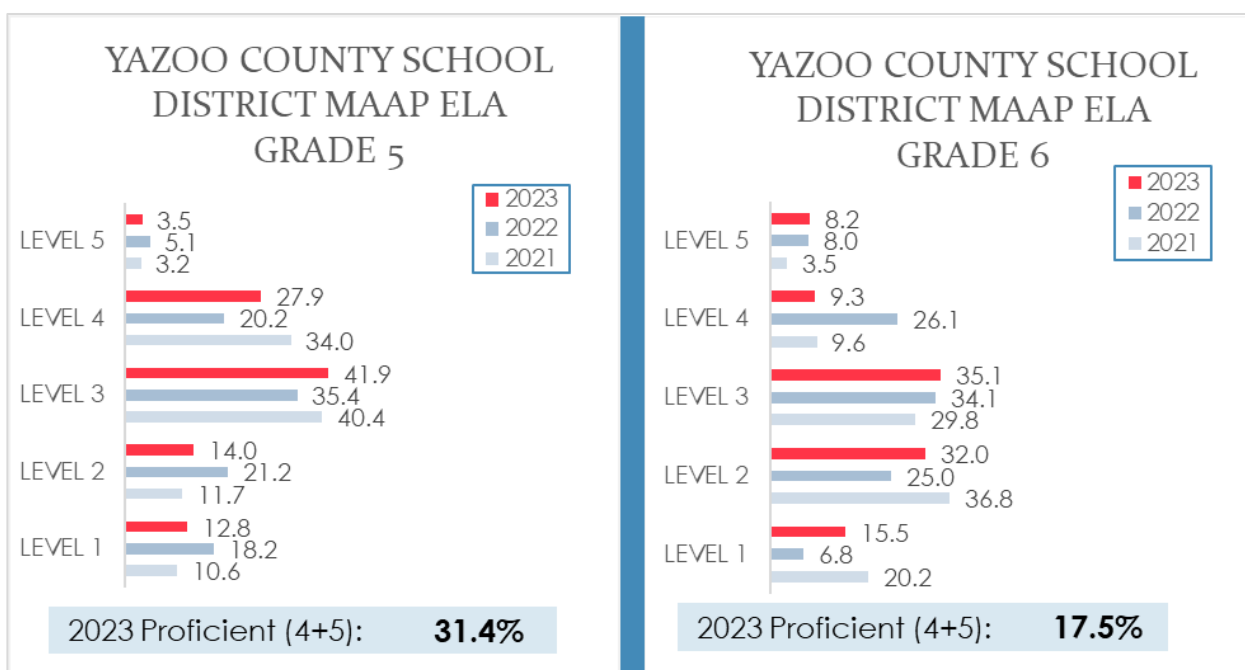 YAZOO COUNTY SCHOOL
DISTRICT MAAP ELA
GRADE 5
2023
2022
2021
LEVEL 5
3.5
5.1
3.2
LEVEL 4
27.9
20.2
34.0
LEVEL 3
41.9
35.4
40.4
LEVEL 2
14.0
21.2
11.7
LEVEL 1
12.8
18.2
10.6
2023 Proficient (4+5): 31.4%
YAZOO COUNTY SCHOOL
DISTRICT MAAP ELA
GRADE 6
2023
2022
2021
LEVEL 5
8.2
8.0
3.5
LEVEL 4
9.3
26.1
9.6
LEVEL 3
35.1
34.1
29.8
LEVEL 2
32.0
25.0
36.8
LEVEL 1
15.5
6.8
20.2
2023 Proficient (4+5): 17.5%